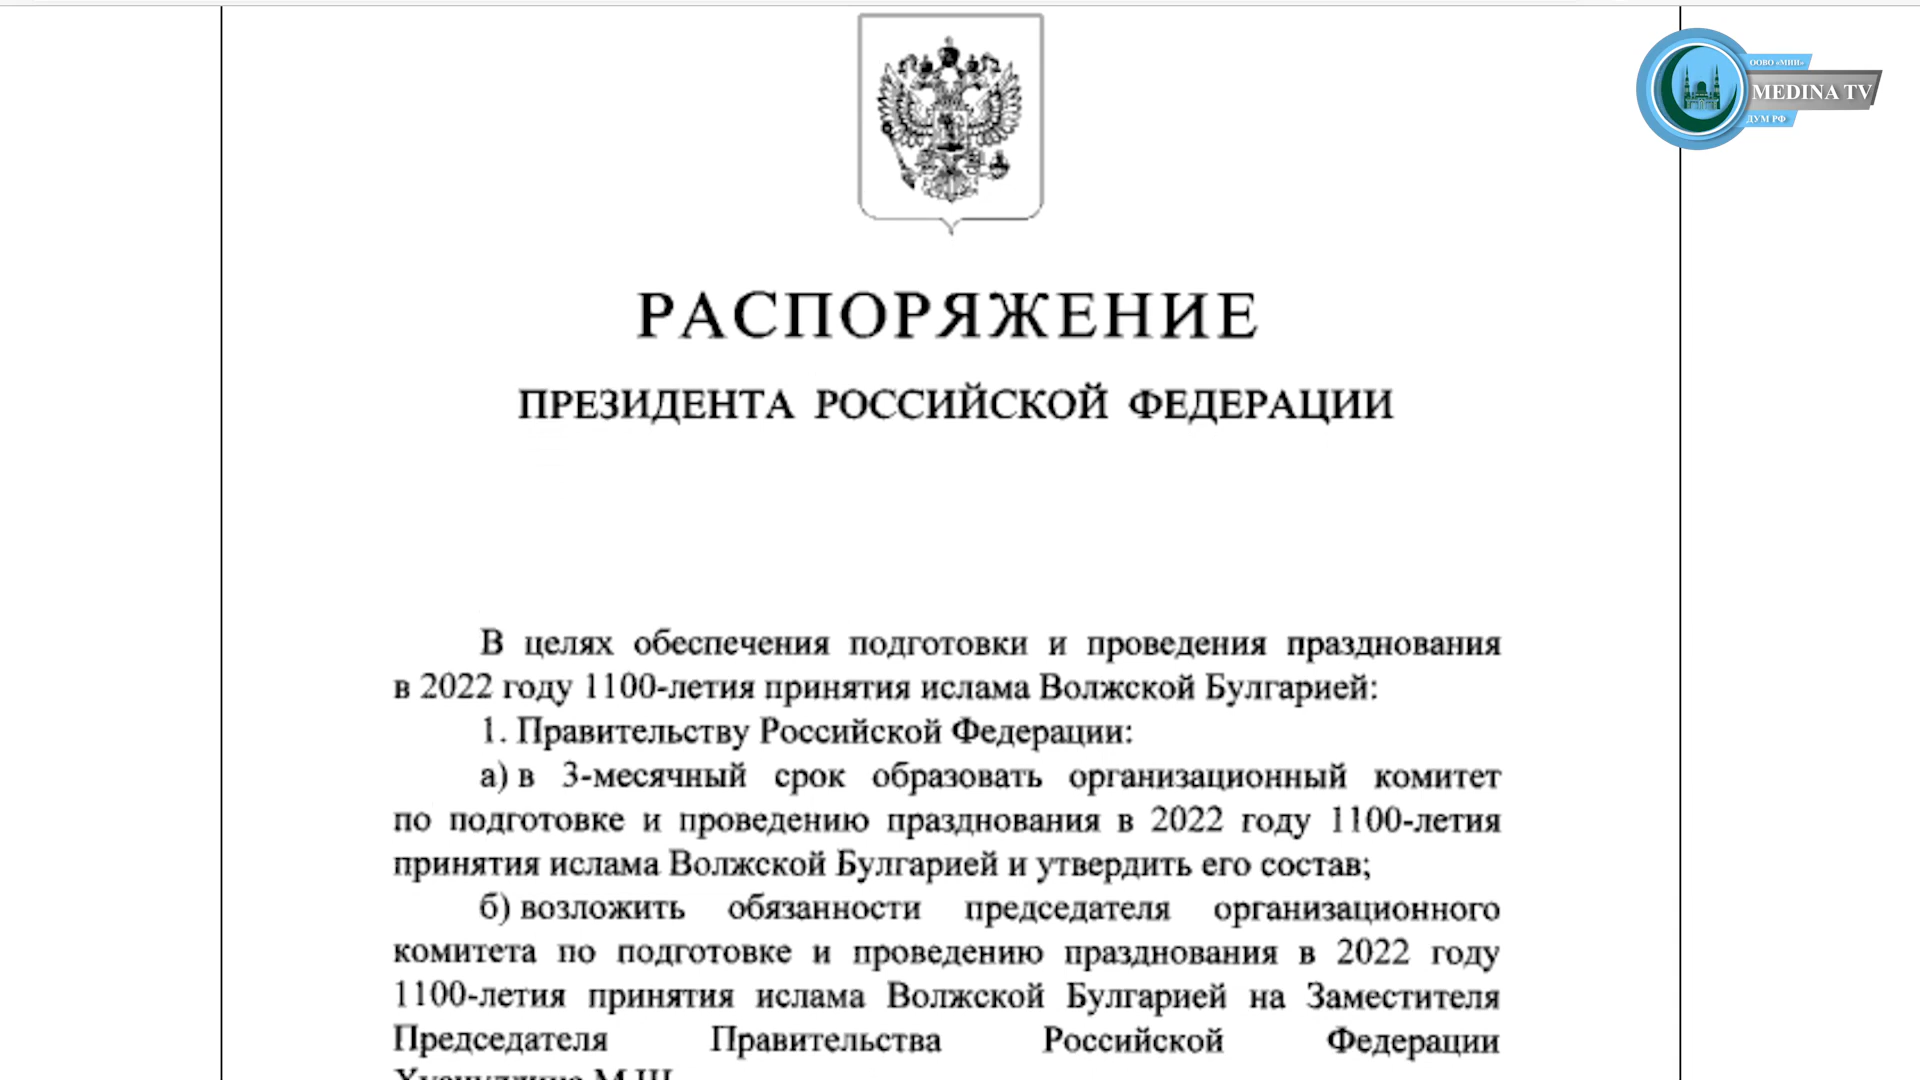 ООВО «МИИ»
MEDINA TV
ДУМ РФ
РАСПОРЯЖЕНИЕ
ПРЕЗИДЕНТА РОССИЙСКОЙ ФЕДЕРАЦИИ
В целях обеспечения подготовки и проведения празднования
в 2022 году 1100-летия принятия ислама Волжской Булгарией:
1. Правительству Российской Федерации:
а) в 3-месячный срок образовать организационный комитет
по подготовке и проведению празднования в 2022 году 1100-летия
принятия ислама Волжской Булгарией и утвердить его состав;
б) возложить обязанности председателя организационного
комитета по подготовке и проведению празднования в 2022 году
1100-летия принятия ислама Волжской Булгарией на Заместителя
Председателя Правительства Российской Федерации